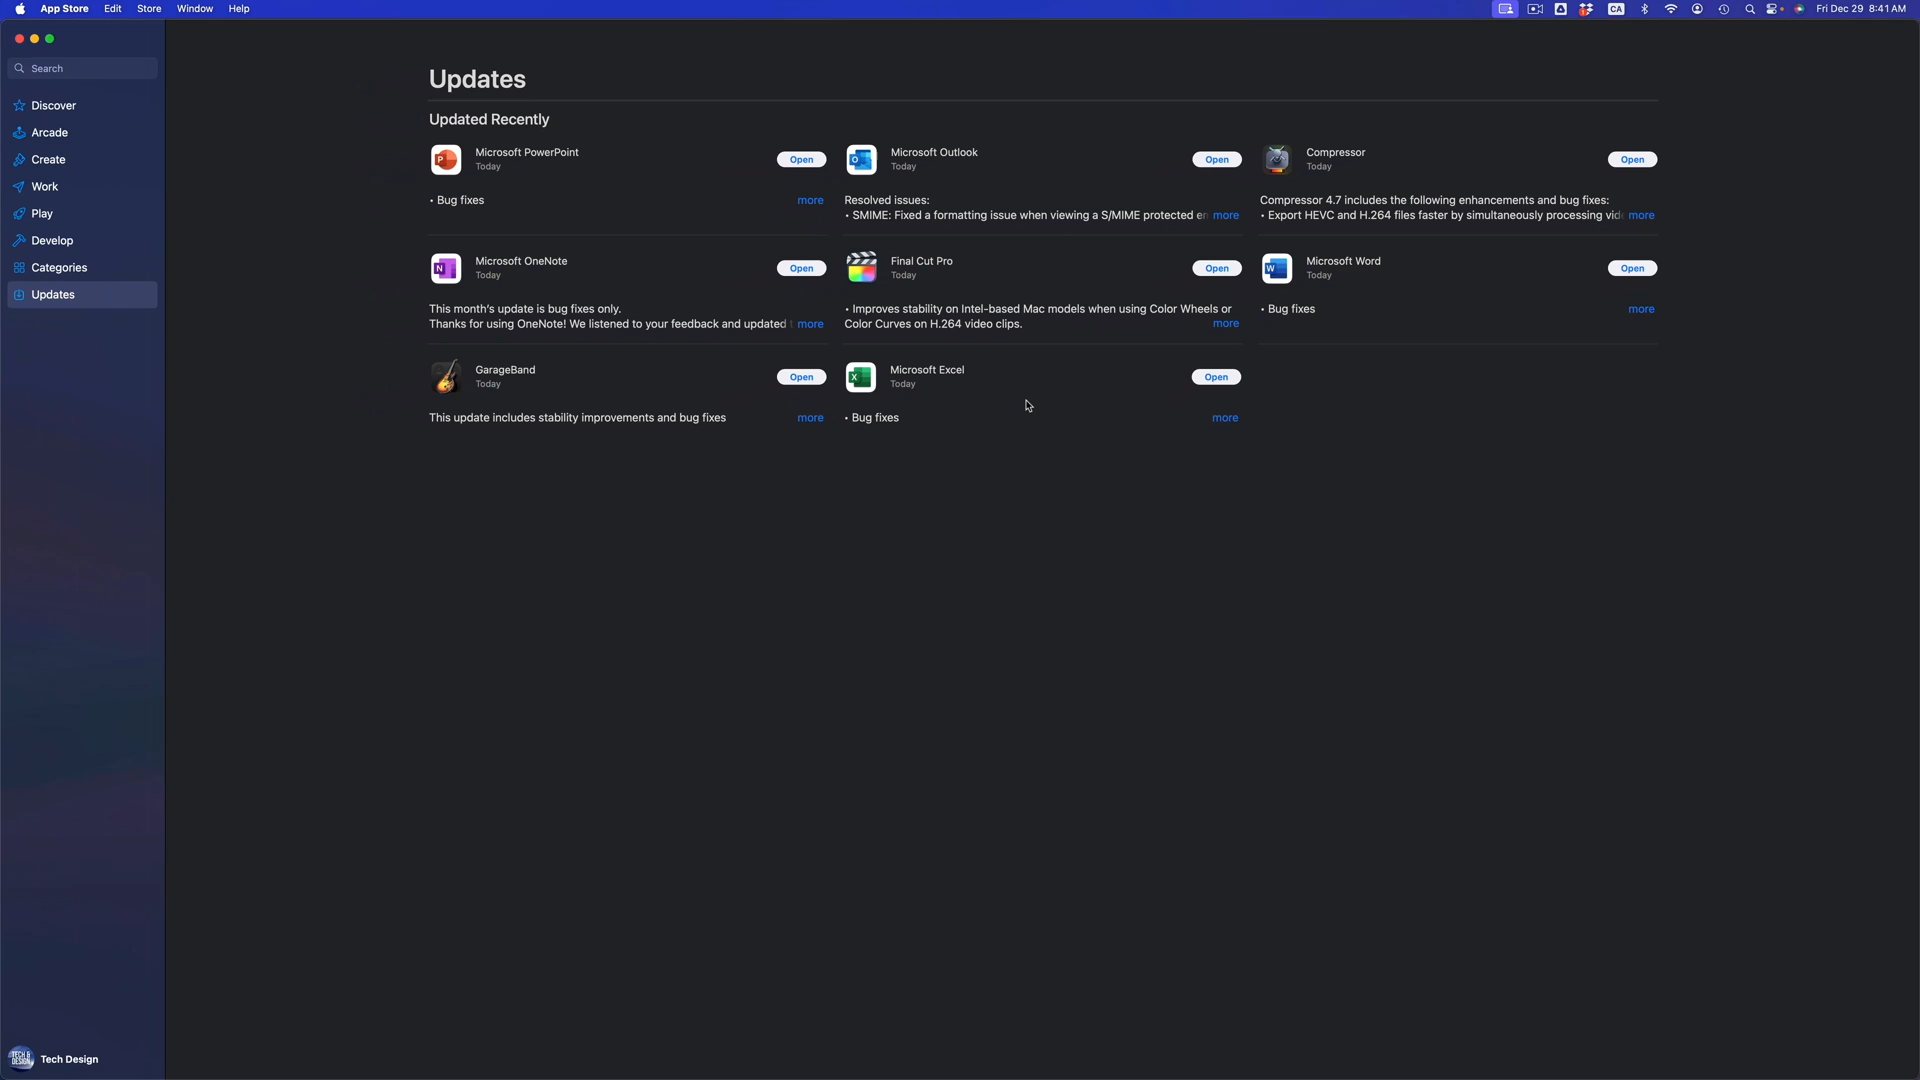 App Store Edit Store Window Help
CA
Fri Dec 29 8:41 AM
Search
Discover
Arcade
Create
Work
Play
Develop
Categories
Updates
Updates
Updated Recently
Microsoft PowerPoint
Today
Open
• Bug fixes
more
Microsoft Outlook
Today
Open
Resolved issues:
• SMIME: Fixed a formatting issue when viewing a S/MIME protected more
Compressor
Today
Open
Compressor 4.7 includes the following enhancements and bug fixes:
• Export HEVC and H.264 files faster by simultaneously processing more
Microsoft OneNote
Today
Open
This month's update is bug fixes only.
Thanks for using OneNote! We listened to your feedback and updated more
Final Cut Pro
Today
Open
• Improves stability on Intel-based Mac models when using Color Wheels or
Color Curves on H.264 video clips. more
Microsoft Word
Today
Open
• Bug fixes
more
GarageBand
Today
Open
This update includes stability improvements and bug fixes more
Microsoft Excel
Today
Open
• Bug fixes
more
TECH &
DESIGN
Tech Design